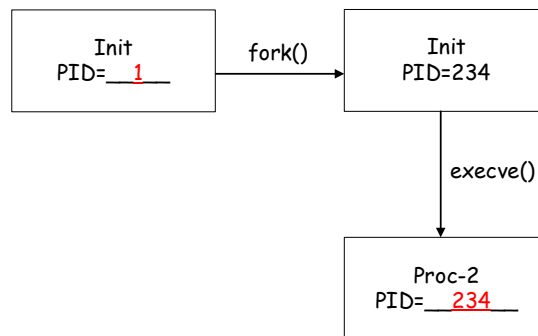 Init
PID=__1__
fork()
Init
PID=234
execve()
Proc-2
PID=__234__